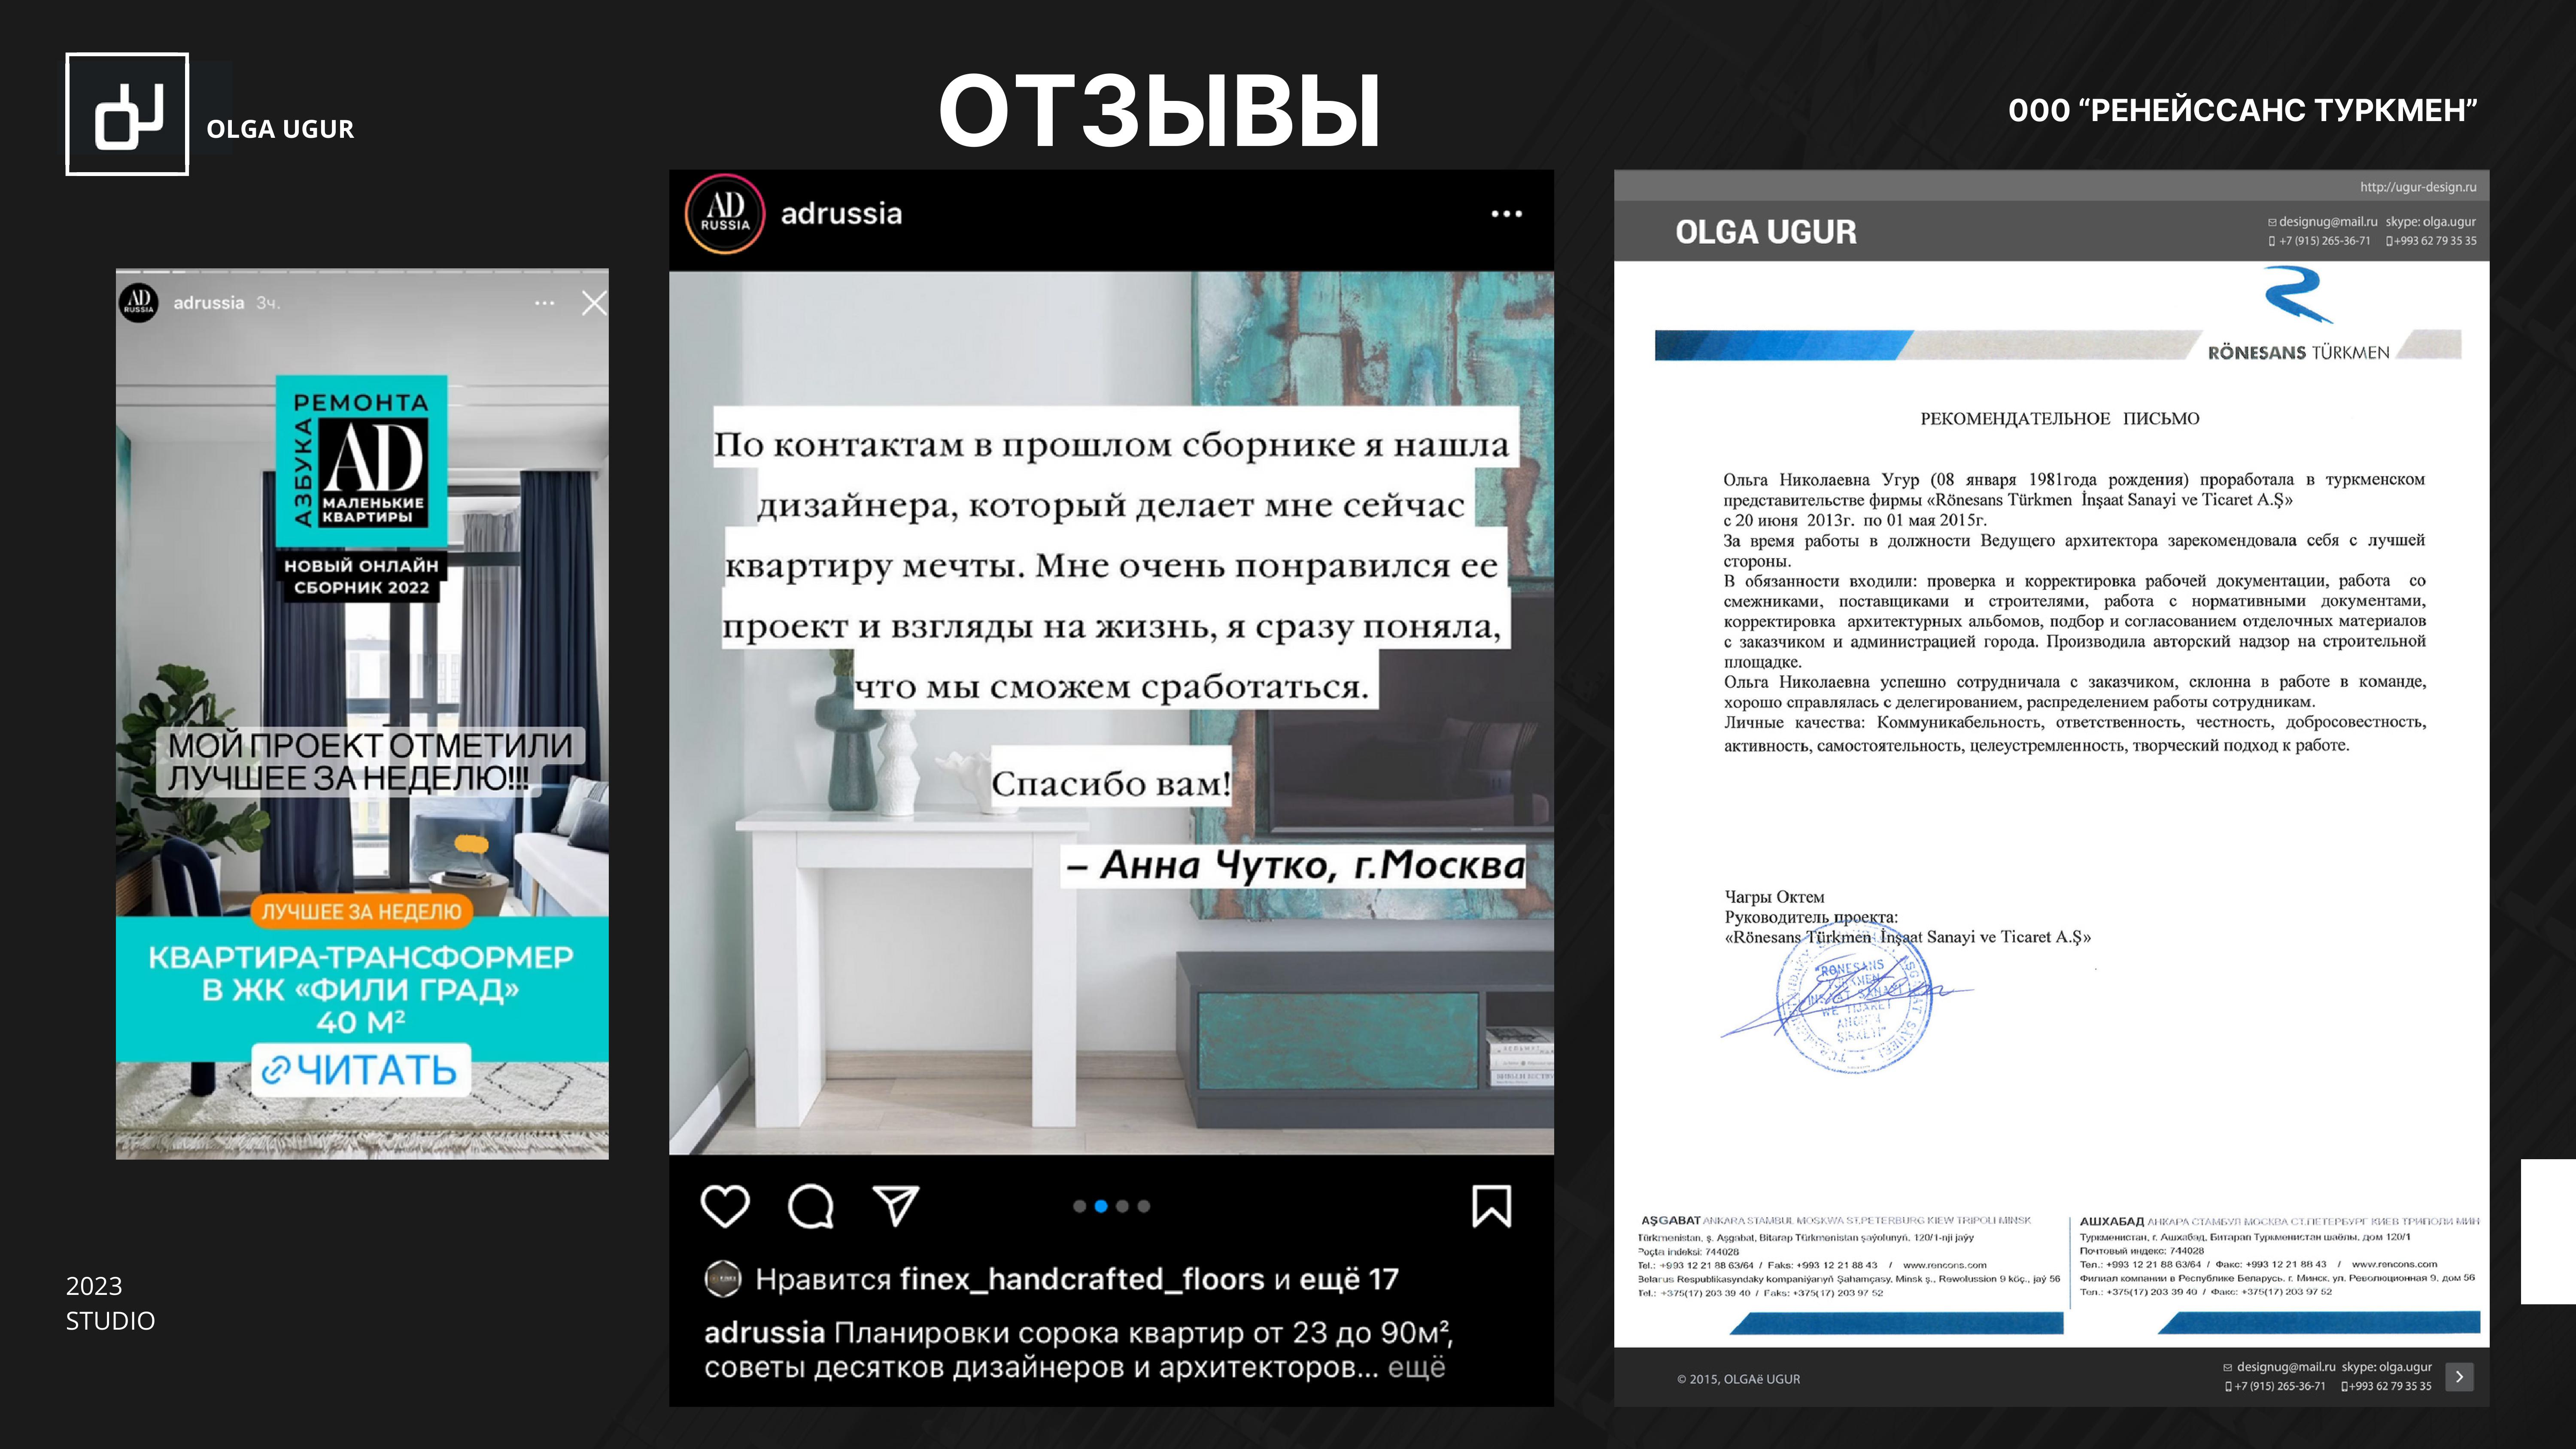 OLGA UGUR
ОТЗЫВЫ
ООО “РЕНЕЙССАНС ТУРКМЕН”
AD
RUSSIA
adrussia 3ч.
АЗБУКА
РЕМОНТА
AD
МАЛЕНЬКИЕ
КВАРТИРЫ
НОВЫЙ ОНЛАЙН
СБОРНИК 2022
МОЙ ПРОЕКТ ОТМЕТИЛИ
ЛУЧШЕЕ ЗА НЕДЕЛЮ!!!
ЛУЧШЕЕ ЗА НЕДЕЛЮ
КВАРТИРА-ТРАНСФОРМЕР
В ЖК «ФИЛИ ГРАД»
40 М²
ЧИТАТЬ
2023
STUDIO
AD
RUSSIA
adrussia
По контактам в прошлом сборнике я нашла
дизайнера, который делает мне сейчас
квартиру мечты. Мне очень понравился ее
проект и взгляды на жизнь, я сразу поняла,
что мы сможем сработаться.
Спасибо вам!
– Анна Чутко, г.Москва
Нравится finex_handcrafted_floors и ещё 17
adrussia Планировки сорока квартир от 23 до 90м²,
советы десятков дизайнеров и архитекторов... ещё
http://ugur-design.ru
OLGA UGUR
designug@mail.ru skype: olga.ugur
+7 (915) 265-36-71 +993 62 79 35 35
RÖNESANS TÜRKMEN
РЕКОМЕНДАТЕЛЬНОЕ ПИСЬМО
Ольга Николаевна Угур (08 января 1981года рождения) проработала в туркменском
представительстве фирмы «Rönesans Türkmen İnşaat Sanayi ve Ticaret A.Ş»
с 20 июня 2013г. по 01 мая 2015г.
За время работы в должности Ведущего архитектора зарекомендовала себя с лучшей
стороны.
В обязанности входили: проверка и корректировка рабочей документации, работа со
смежниками, поставщиками и строителями, работа с нормативными документами,
корректировка архитектурных альбомов, подбор и согласованием отделочных материалов
с заказчиком и администрацией города. Производила авторский надзор на строительной
площадке.
Ольга Николаевна успешно сотрудничала с заказчиком, склонна в работе в команде,
хорошо справлялась с делегированием, распределением работы сотрудникам.
Личные качества: Коммуникабельность, ответственность, честность, добросовестность,
активность, самостоятельность, целеустремленность, творческий подход к работе.
Чагры Октем
Руководитель проекта:
«Rönesans Türkmen İnşaat Sanayi ve Ticaret A.Ş»
AŞGABAT ANKARA STAMBUL MOSKWA ST.PETERBURG KIEW TRIPOLI MINSK
Türkmenistan, ş. Aşgabat, Bitarap Türkmenistan şaýolunyň, 120/1-nji jaýy
Poçta indeksi: 744028
Tel.: +993 12 21 88 63/64 / Faks: +993 12 21 88 43 / www.rencons.com
Belarus Respublikasyndaky kompaniýanyň Şahamçasy, Minsk ş., Rewolussion 9 köç., jaý 56
Tel.: +375(17) 203 39 40 / Faks: +375(17) 203 97 52
АШХАБАД АНКАРА СТАМБУЛ МОСКВА СТ.ПЕТЕРБУРГ КИЕВ ТРИПОЛИ МИН
Туркменистан, г. Ашхабад, Битарап Туркменистан шаёлы, дом 120/1
Почтовый индекс: 744028
Тел.: +993 12 21 88 63/64 / Факс: +993 12 21 88 43 / www.rencons.com
Филиал компании в Республике Беларусь, г. Минск, ул. Революционная 9, дом 56
Тел.: +375(17) 203 39 40 / Факс: +375(17) 203 97 52
© 2015, OLGAё UGUR
designug@mail.ru skype: olga.ugur
+7 (915) 265-36-71 +993 62 79 35 35